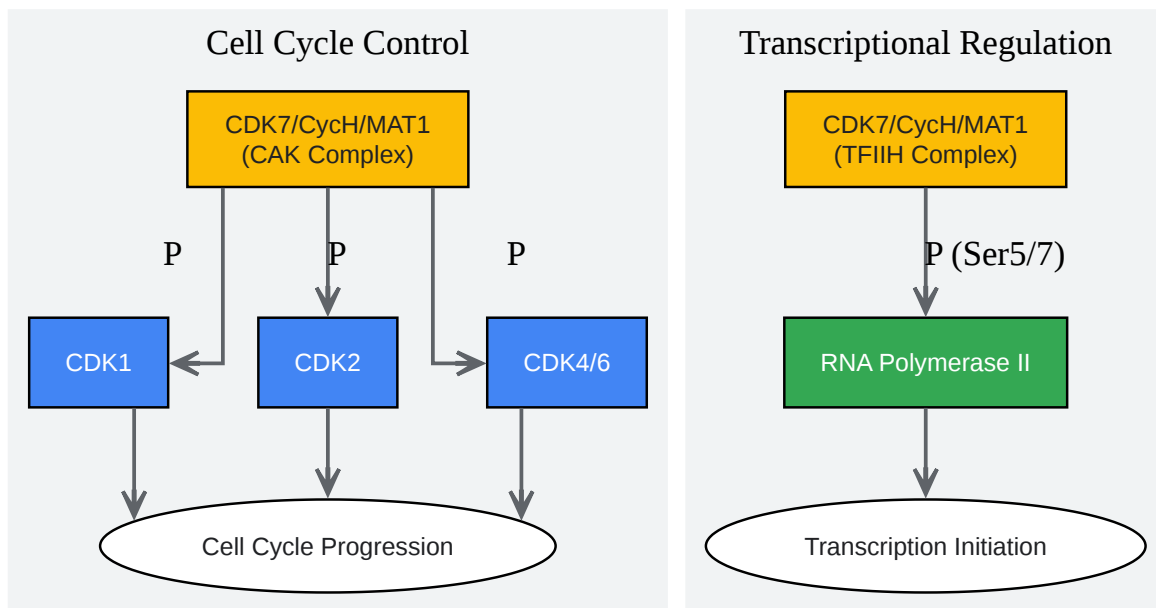 Cell Cycle Control
CDK7/CycH/MAT1
(CAK Complex)
P
P
P
CDK1
CDK2
CDK4/6
Cell Cycle Progression
Transcriptional Regulation
CDK7/CycH/MAT1
(TFIIH Complex)
P (Ser5/7)
RNA Polymerase II
Transcription Initiation